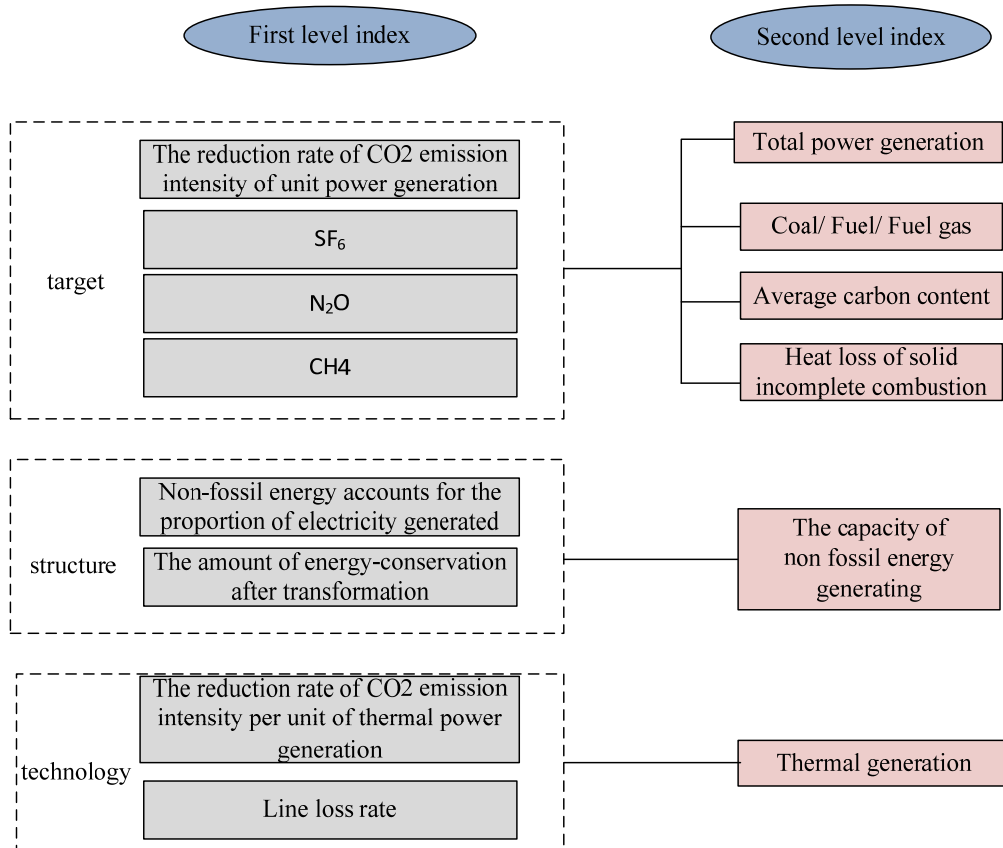 First level index
Second level index
target
The reduction rate of CO2 emission
intensity of unit power generation
SF₆
N₂O
CH4
Total power generation
Coal/ Fuel/ Fuel gas
Average carbon content
Heat loss of solid
incomplete combustion
structure
Non-fossil energy accounts for the
proportion of electricity generated
The amount of energy-conservation
after transformation
The capacity of
non fossil energy
generating
technology
The reduction rate of CO2 emission
intensity per unit of thermal power
generation
Line loss rate
Thermal generation